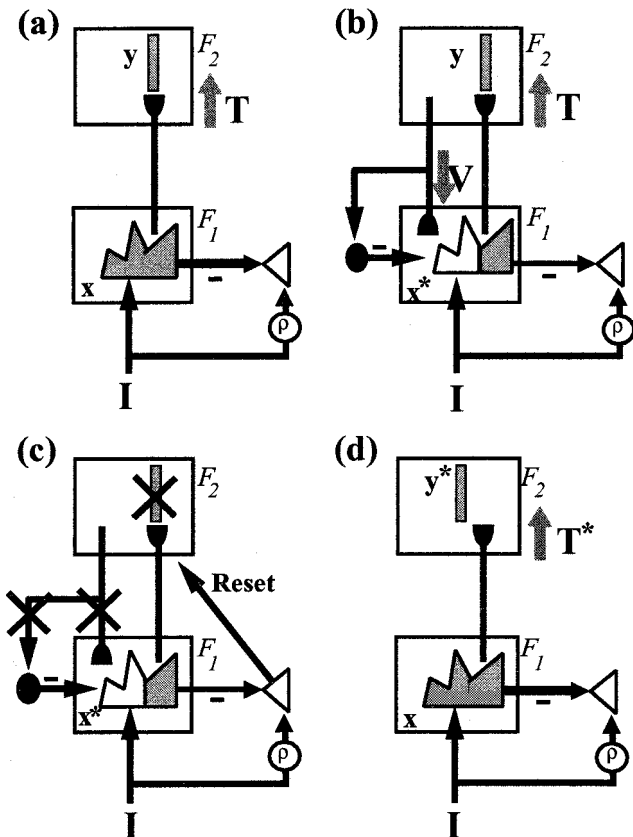 (a)
y
F2
T
F1
x
-
ρ
I
(b)
y
F2
T
V
F1
-
x*
-
ρ
I
(c)
F2
Reset
F1
-
x*
-
ρ
I
(d)
y*
F2
T*
F1
x
-
ρ
I